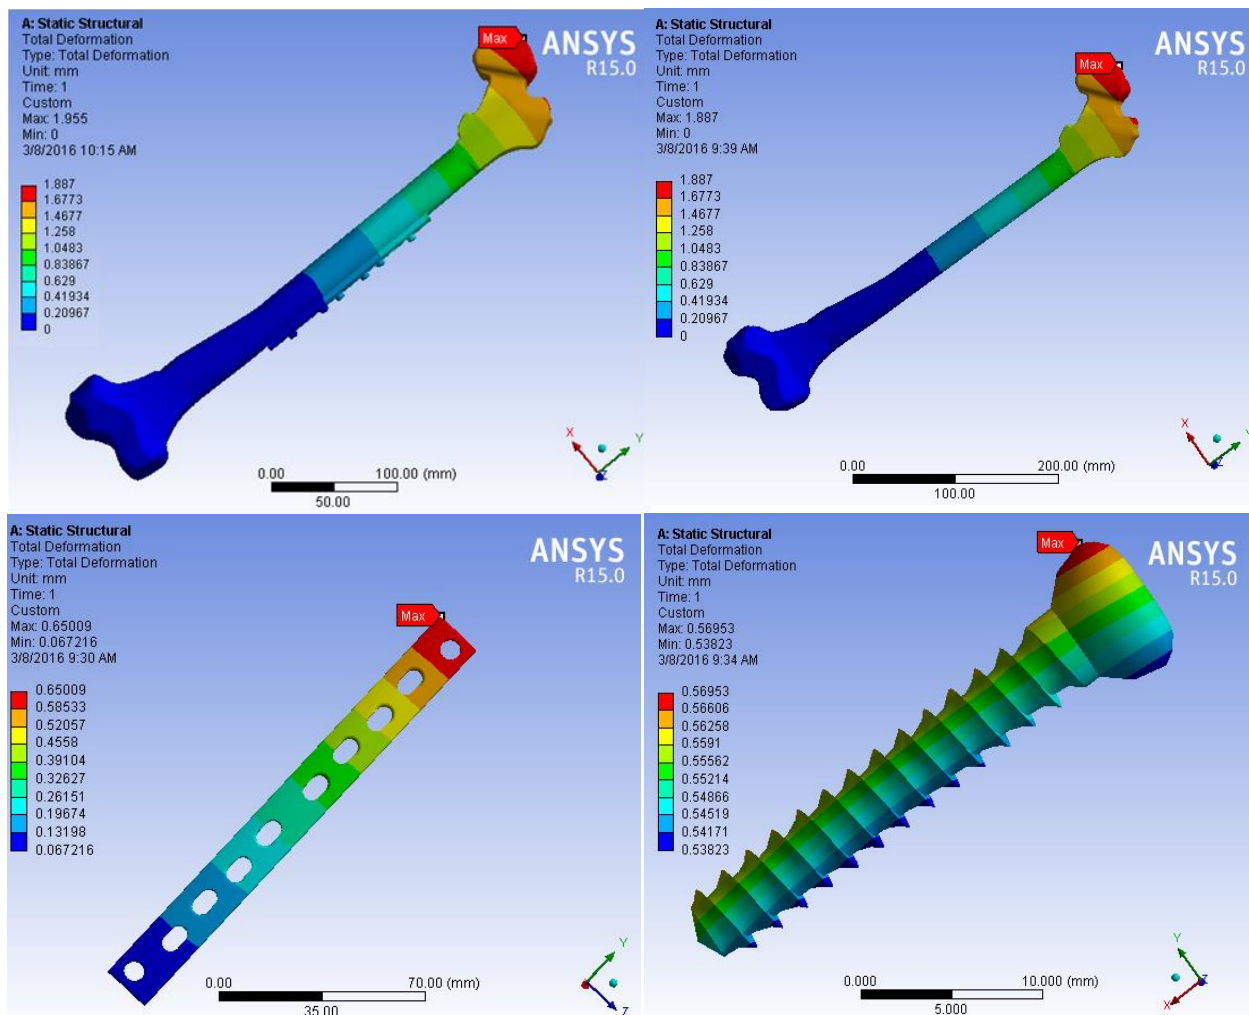 A: Static Structural
Total Deformation
Type: Total Deformation
Unit: mm
Time: 1
Custom
Max: 1.955
Min: 0
3/8/2016 10:15 AM
Max
ANSYS
R15.0
1.887
1.6773
1.4677
1.258
1.0483
0.83867
0.629
0.41934
0.20967
0
X
Y
Z
0.00
100.00 (mm)
50.00
A: Static Structural
Total Deformation
Type: Total Deformation
Unit: mm
Time: 1
Custom
Max: 1.887
Min: 0
3/8/2016 9:39 AM
Max
ANSYS
R15.0
1.887
1.6773
1.4677
1.258
1.0483
0.83867
0.629
0.41934
0.20967
0
X
Y
Z
0.00
200.00 (mm)
100.00
A: Static Structural
Total Deformation
Type: Total Deformation
Unit: mm
Time: 1
Custom
Max: 0.65009
Min: 0.067216
3/8/2016 9:30 AM
Max
ANSYS
R15.0
0.65009
0.58533
0.52057
0.4558
0.39104
0.32627
0.26151
0.19674
0.13198
0.067216
Y
Z
0.00
70.00 (mm)
35.00
A: Static Structural
Total Deformation
Type: Total Deformation
Unit: mm
Time: 1
Custom
Max: 0.56953
Min: 0.53823
3/8/2016 9:34 AM
Max
ANSYS
R15.0
0.56953
0.56606
0.56258
0.5591
0.55562
0.55214
0.54866
0.54519
0.54171
0.53823
Y
Z
X
0.000
10.000 (mm)
5.000